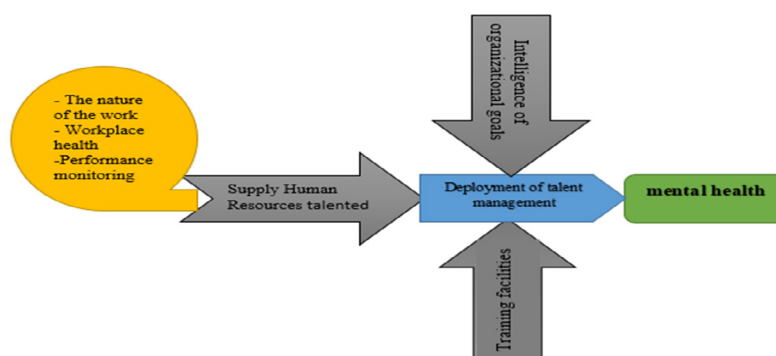 - The nature
of the work
- Workplace
health
-Performance
monitoring
Supply Human
Resources talented
Intelligence of
organizational goals
Deployment of talent
management
mental health
Training facilities